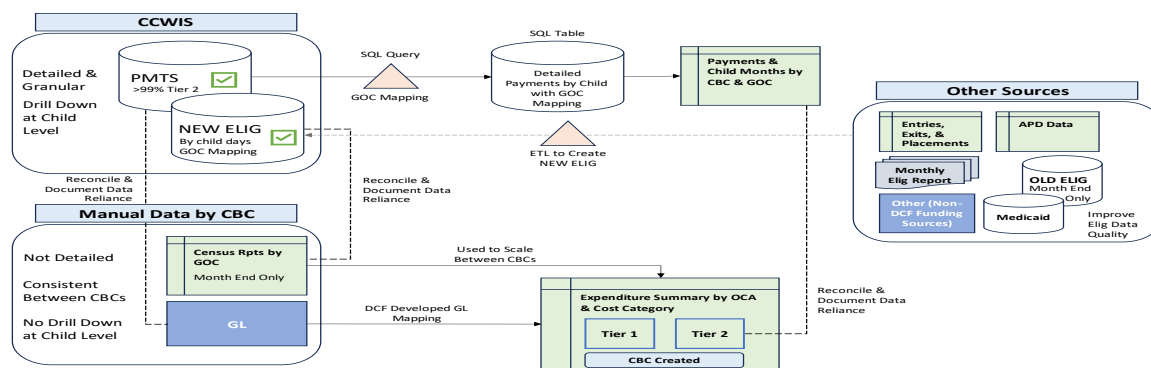 CCWIS
Detailed &
Granular
Drill Down
at Child
Level
PMTS
>99% Tier 2
NEW ELIG
By child days
GOC Mapping
SQL Query
GOC Mapping
SQL Table
Detailed
Payments by Child
with GOC
Mapping
Payments &
Child Months by
CBC & GOC
ETL to Create
NEW ELIG
Other Sources
Entries,
Exits, &
Placements
APD Data
Monthly
Elig Report
OLD ELIG
Month End
Only
Other (Non-
DCF Funding
Sources)
Medicaid
Improve
Elig Data
Quality
Reconcile &
Document Data
Reliance
Reconcile &
Document Data
Reliance
Manual Data by CBC
Not Detailed
Consistent
Between CBCs
No Drill Down
at Child Level
Census Rpts by
GOC
Month End Only
GL
Used to Scale
Between CBCs
DCF Developed GL
Mapping
Expenditure Summary by OCA
& Cost Category
Tier 1
Tier 2
CBC Created
Reconcile &
Document Data
Reliance